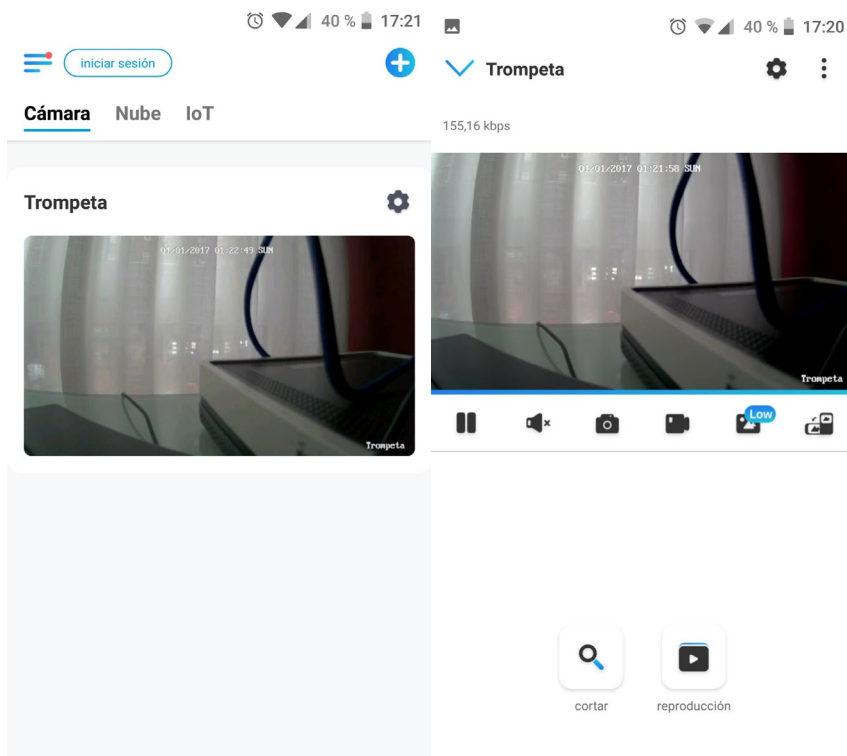 40 % 17:21
iniciar sesión
Cámara Nube IoT
Trompeta
01/01/2017 01:22:49 SUN
Trompeta
40 % 17:20
Trompeta
155,16 kbps
01/01/2017 01:21:58 SUN
Trompeta
Low
cortar reproducción